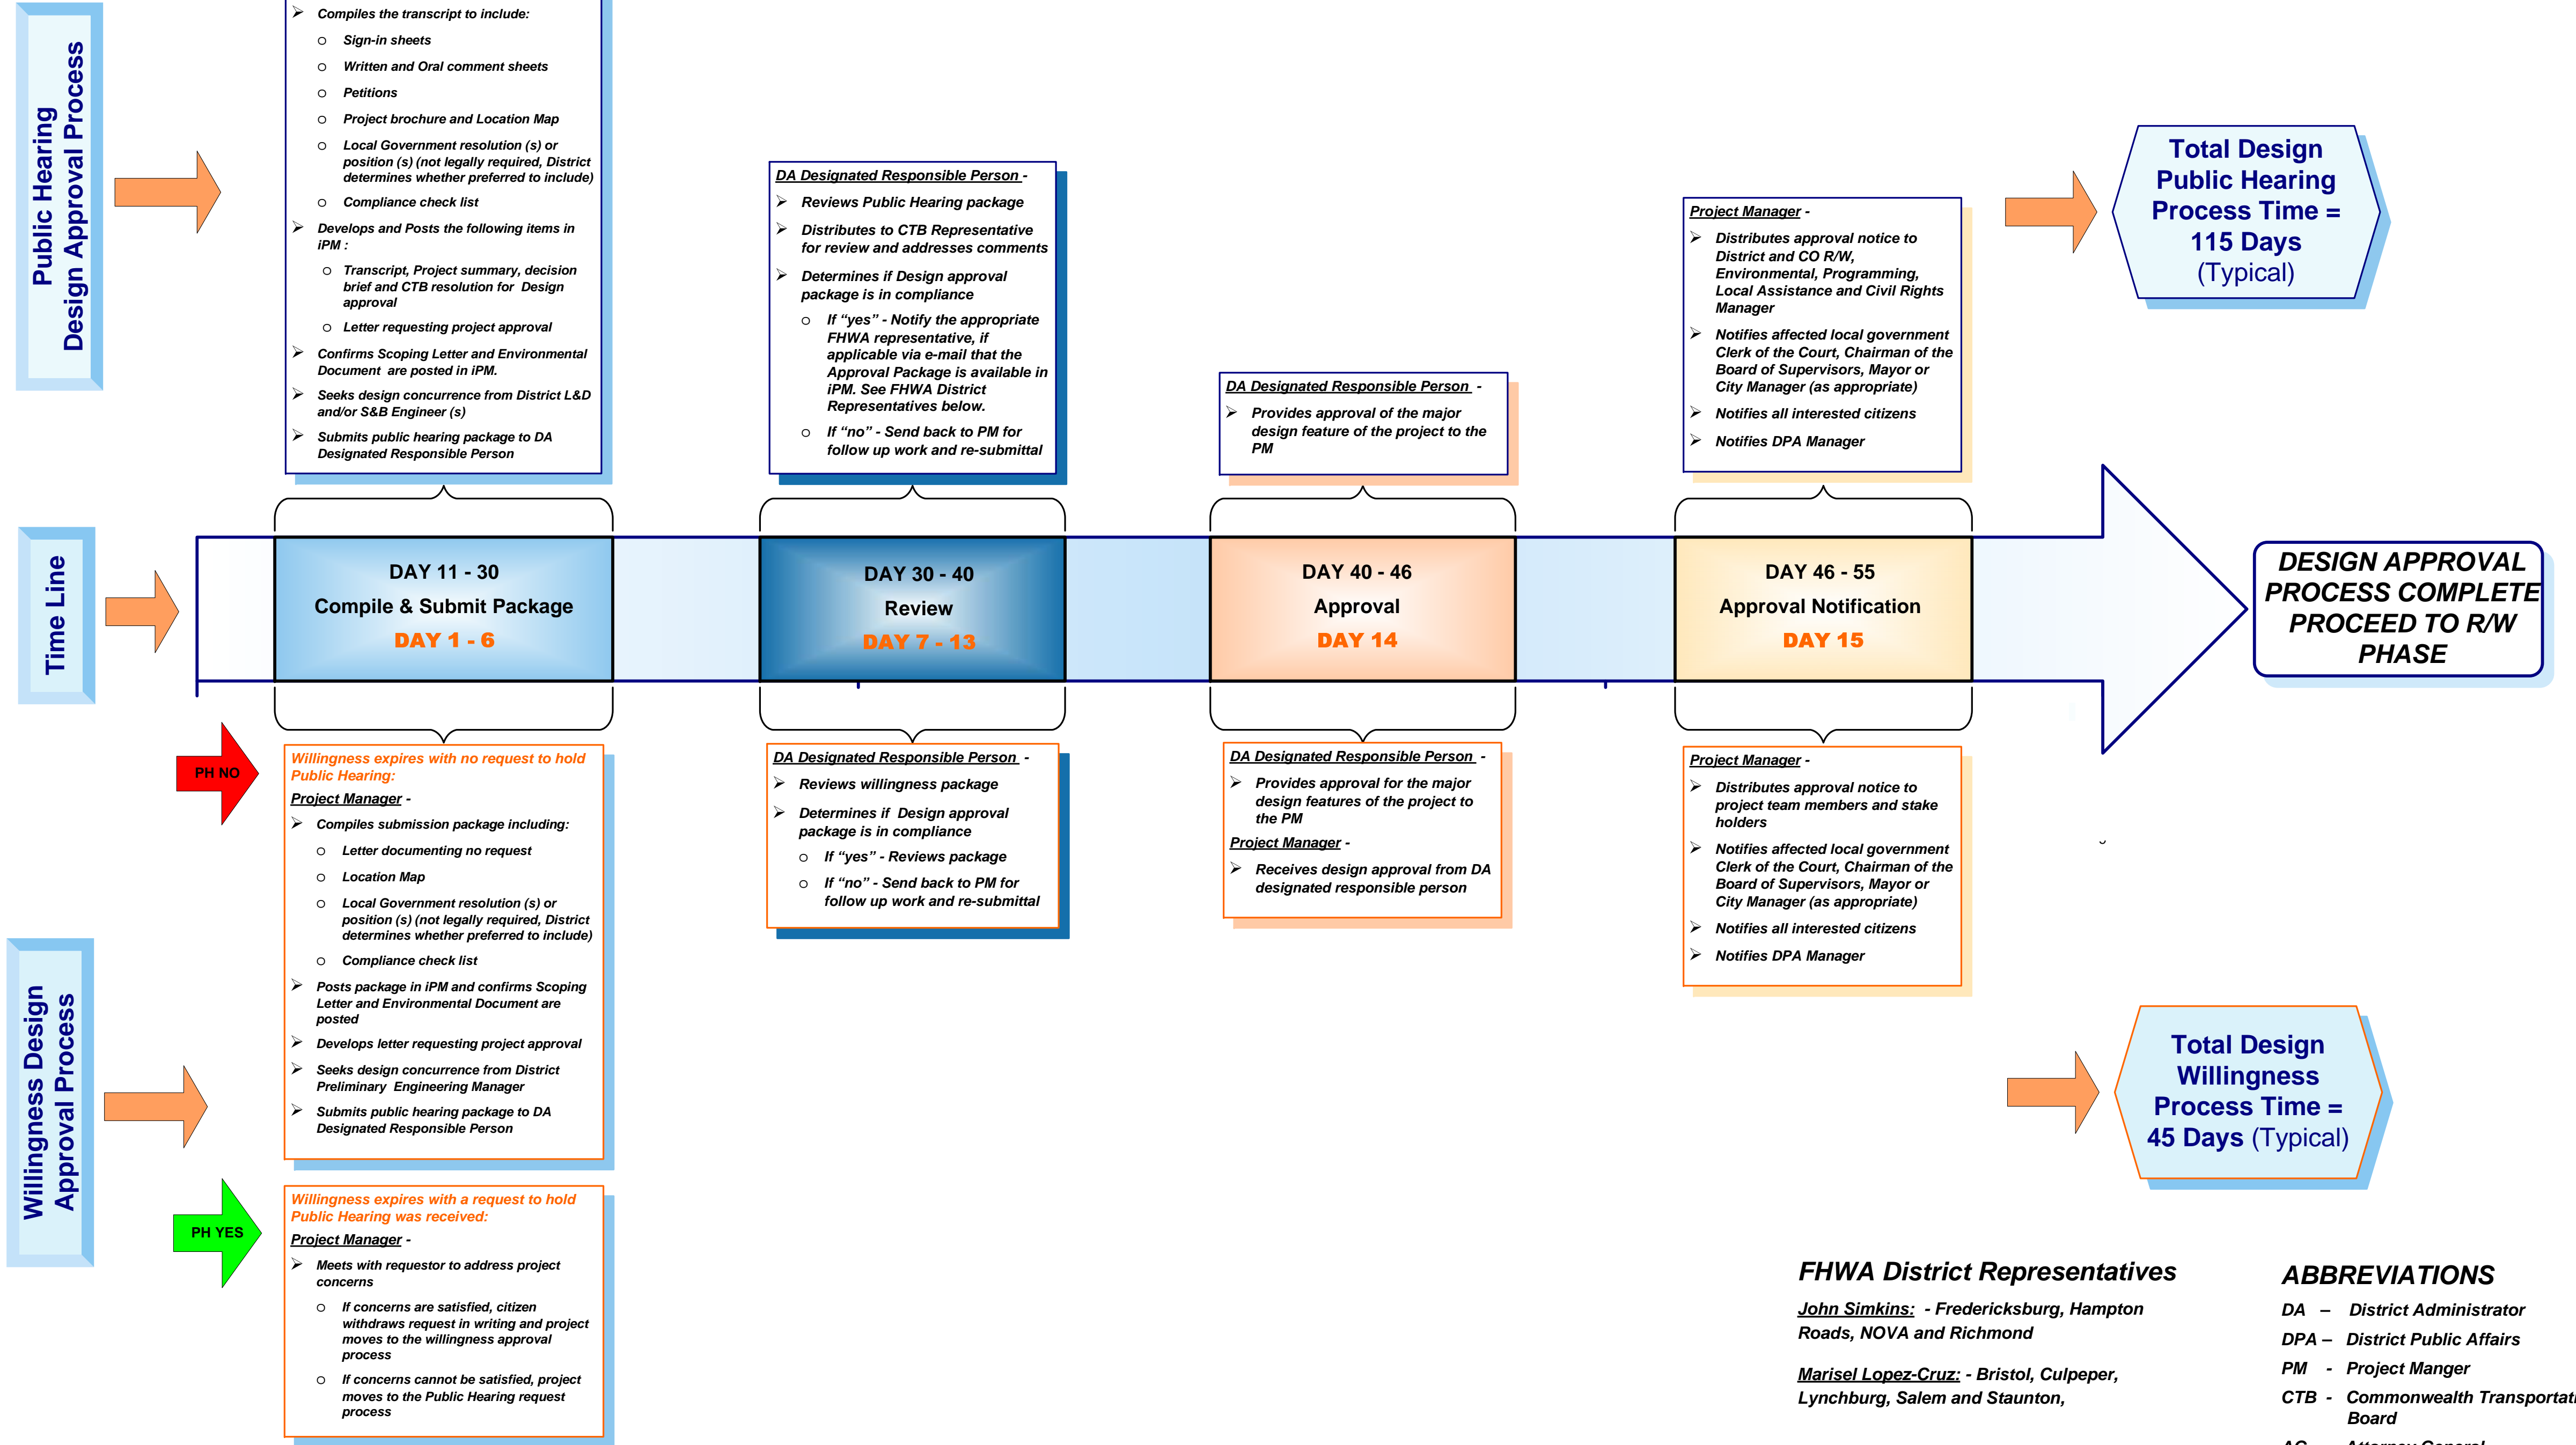 Public Hearing
Design Approval Process
➢ Compiles the transcript to include:
o Sign-in sheets
o Written and Oral comment sheets
o Petitions
o Project brochure and Location Map
o Local Government resolution (s) or
position (s) (not legally required, District
determines whether preferred to include)
o Compliance check list
➢ Develops and Posts the following items in
iPM :
o Transcript, Project summary, decision
brief and CTB resolution for Design
approval
o Letter requesting project approval
➢ Confirms Scoping Letter and Environmental
Document are posted in iPM.
➢ Seeks design concurrence from District L&D
and/or S&B Engineer (s)
➢ Submits public hearing package to DA
Designated Responsible Person
DA Designated Responsible Person -
➢ Reviews Public Hearing package
➢ Distributes to CTB Representative
for review and addresses comments
➢ Determines if Design approval
package is in compliance
o If “yes” - Notify the appropriate
FHWA representative, if
applicable via e-mail that the
Approval Package is available in
iPM. See FHWA District
Representatives below.
o If “no” - Send back to PM for
follow up work and re-submittal
DA Designated Responsible Person -
➢ Provides approval of the major
design feature of the project to the
PM
Project Manager -
➢ Distributes approval notice to
District and CO R/W,
Environmental, Programming,
Local Assistance and Civil Rights
Manager
➢ Notifies affected local government
Clerk of the Court, Chairman of the
Board of Supervisors, Mayor or
City Manager (as appropriate)
➢ Notifies all interested citizens
➢ Notifies DPA Manager
Total Design
Public Hearing
Process Time =
115 Days
(Typical)
Time Line
DAY 11 - 30
Compile & Submit Package
DAY 1 - 6
DAY 30 - 40
Review
DAY 7 - 13
DAY 40 - 46
Approval
DAY 14
DAY 46 - 55
Approval Notification
DAY 15
DESIGN APPROVAL
PROCESS COMPLETE
PROCEED TO R/W
PHASE
Willingness Design
Approval Process
PH NO
Willingness expires with no request to hold
Public Hearing:
Project Manager -
➢ Compiles submission package including:
o Letter documenting no request
o Location Map
o Local Government resolution (s) or
position (s) (not legally required, District
determines whether preferred to include)
o Compliance check list
➢ Posts package in iPM and confirms Scoping
Letter and Environmental Document are
posted
➢ Develops letter requesting project approval
➢ Seeks design concurrence from District
Preliminary Engineering Manager
➢ Submits public hearing package to DA
Designated Responsible Person
DA Designated Responsible Person -
➢ Reviews willingness package
➢ Determines if Design approval
package is in compliance
o If “yes” - Reviews package
o If “no” - Send back to PM for
follow up work and re-submittal
DA Designated Responsible Person -
➢ Provides approval for the major
design features of the project to
the PM
Project Manager -
➢ Receives design approval from DA
designated responsible person
Project Manager -
➢ Distributes approval notice to
project team members and stake
holders
➢ Notifies affected local government
Clerk of the Court, Chairman of the
Board of Supervisors, Mayor or
City Manager (as appropriate)
➢ Notifies all interested citizens
➢ Notifies DPA Manager
Total Design
Willingness
Process Time =
45 Days (Typical)
PH YES
Willingness expires with a request to hold
Public Hearing was received:
Project Manager -
➢ Meets with requestor to address project
concerns
o If concerns are satisfied, citizen
withdraws request in writing and project
moves to the willingness approval
process
o If concerns cannot be satisfied, project
moves to the Public Hearing request
process
FHWA District Representatives
John Simkins: - Fredericksburg, Hampton
Roads, NOVA and Richmond
Marisel Lopez-Cruz: - Bristol, Culpeper,
Lynchburg, Salem and Staunton,
ABBREVIATIONS
DA – District Administrator
DPA – District Public Affairs
PM - Project Manger
CTB - Commonwealth Transportati
Board